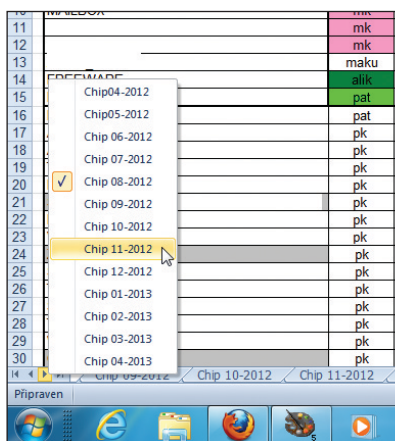 MAILBOX mk
11 mk
12 mk
13 maku
14 FREEWARE alik
15 pat
16 pat
17 pk
18 pk
19 pk
20 pk
21 pk
22 pk
23 pk
24 pk
25 pk
26 pk
27 pk
28 pk
29 pk
30 pk
Chip04-2012
Chip05-2012
Chip 06-2012
Chip 07-2012
Chip 08-2012
Chip 09-2012
Chip 10-2012
Chip 11-2012
Chip 12-2012
Chip 01-2013
Chip 02-2013
Chip 03-2013
Chip 04-2013
Chip 09-2012 Chip 10-2012 Chip 11-2012
Připraven
5